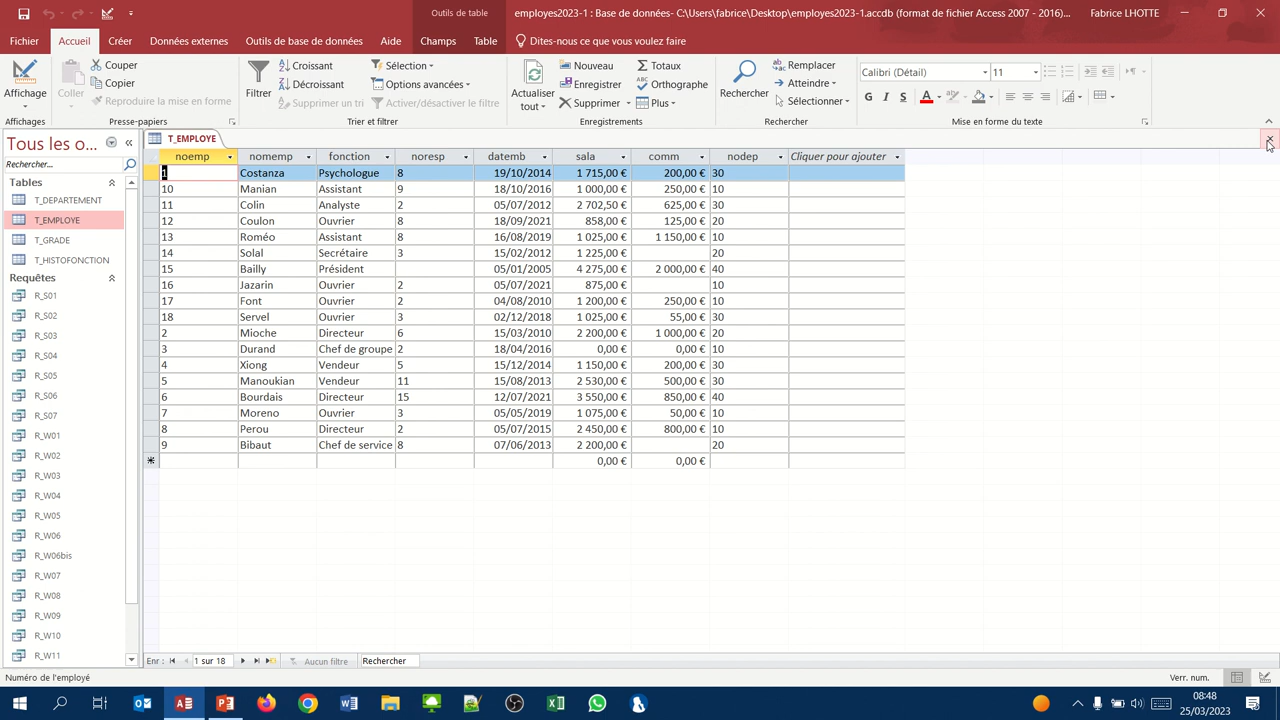 Outils de table
employes2023-1 : Base de données- C:\Users\fabrice\Desktop\employes2023-1.accdb (format de fichier Access 2007 - 2016)...
Fabrice LHOTTE
Fichier Accueil Créer Données externes Outils de base de données Aide Champs Table Dites-nous ce que vous voulez faire
Affichage
Affichages
Coller
Couper
Copier
Reproduire la mise en forme
Presse-papiers
Filtrer
Croissant
Décroissant
Supprimer un tri
Sélection
Options avancées
Activer/désactiver le filtre
Trier et filtrer
Actualiser
tout
Nouveau
Enregistrer
Supprimer
Totaux
Orthographe
Plus
Enregistrements
Rechercher
Remplacer
Atteindre
Sélectionner
Rechercher
Calibri (Détail) 11
G I S A
Mise en forme du texte
Tous les o...
Rechercher...
Tables
T_DEPARTEMENT
T_EMPLOYE
T_GRADE
T_HISTOFONCTION
Requêtes
R_S01
R_S02
R_S03
R_S04
R_S05
R_S06
R_S07
R_W01
R_W02
R_W03
R_W04
R_W05
R_W06
R_W06bis
R_W07
R_W08
R_W09
R_W10
R_W11
T_EMPLOYE
noemp nomemp fonction noresp datemb sala comm nodep Cliquer pour ajouter
1 Costanza Psychologue 8 19/10/2014 1 715,00 € 200,00 € 30
10 Manian Assistant 9 18/10/2016 1 000,00 € 250,00 € 10
11 Colin Analyste 2 05/07/2012 2 702,50 € 625,00 € 30
12 Coulon Ouvrier 8 18/09/2021 858,00 € 125,00 € 20
13 Roméo Assistant 8 16/08/2019 1 025,00 € 1 150,00 € 10
14 Solal Secrétaire 3 15/02/2012 1 225,00 € 20
15 Bailly Président 05/01/2005 4 275,00 € 2 000,00 € 40
16 Jazarin Ouvrier 2 05/07/2021 875,00 € 10
17 Font Ouvrier 2 04/08/2010 1 200,00 € 250,00 € 10
18 Servel Ouvrier 3 02/12/2018 1 025,00 € 55,00 € 30
2 Mioche Directeur 6 15/03/2010 2 200,00 € 1 000,00 € 20
3 Durand Chef de groupe 2 18/04/2016 0,00 € 0,00 € 10
4 Xiong Vendeur 5 15/12/2014 1 150,00 € 200,00 € 30
5 Manoukian Vendeur 11 15/08/2013 2 530,00 € 500,00 € 30
6 Bourdais Directeur 15 12/07/2021 3 550,00 € 850,00 € 40
7 Moreno Ouvrier 3 05/05/2019 1 075,00 € 50,00 € 10
8 Perou Directeur 2 05/07/2015 2 450,00 € 800,00 € 10
9 Bibaut Chef de service 8 07/06/2013 2 200,00 € 20
0,00 € 0,00 €
Enr : 1 sur 18 Aucun filtre Rechercher
Numéro de l'employé
Verr. num.
08:48
25/03/2023